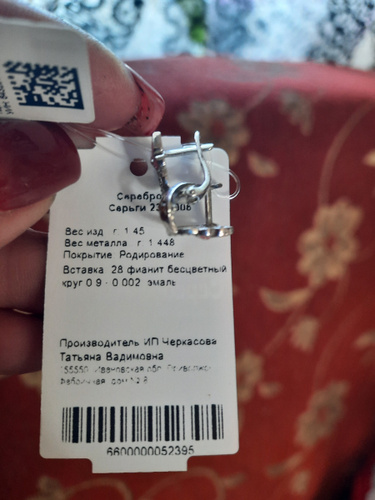 Серебро
Серьги
Вес изд г 1.45
Вес металла г 1.448
Покрытие Родирование
Вставка 28 фианит бесцветный
круг 0.9 - 0.002 эмаль
Производитель ИП Черкасова
Татьяна Вадимовна
155550
6600000052395